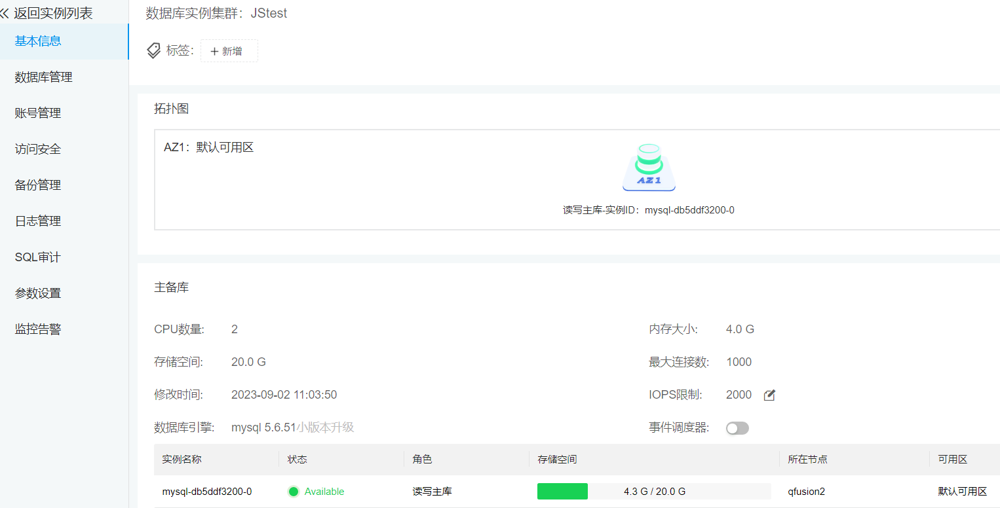 返回实例列表
基本信息
数据库管理
账号管理
访问安全
备份管理
日志管理
SQL审计
参数设置
监控告警
数据库实例集群：JStest
标签：
+ 新增
拓扑图
AZ1：默认可用区
AZ1
读写主库-实例ID：mysql-db5ddf3200-0
主备库
CPU数量: 2 内存大小: 4.0 G
存储空间: 20.0 G 最大连接数: 1000
修改时间: 2023-09-02 11:03:50 IOPS限制: 2000
数据库引擎: mysql 5.6.51小版本升级 事件调度器:
实例名称 状态 角色 存储空间 所在节点 可用区
mysql-db5ddf3200-0 Available 读写主库 4.3 G / 20.0 G qfusion2 默认可用区